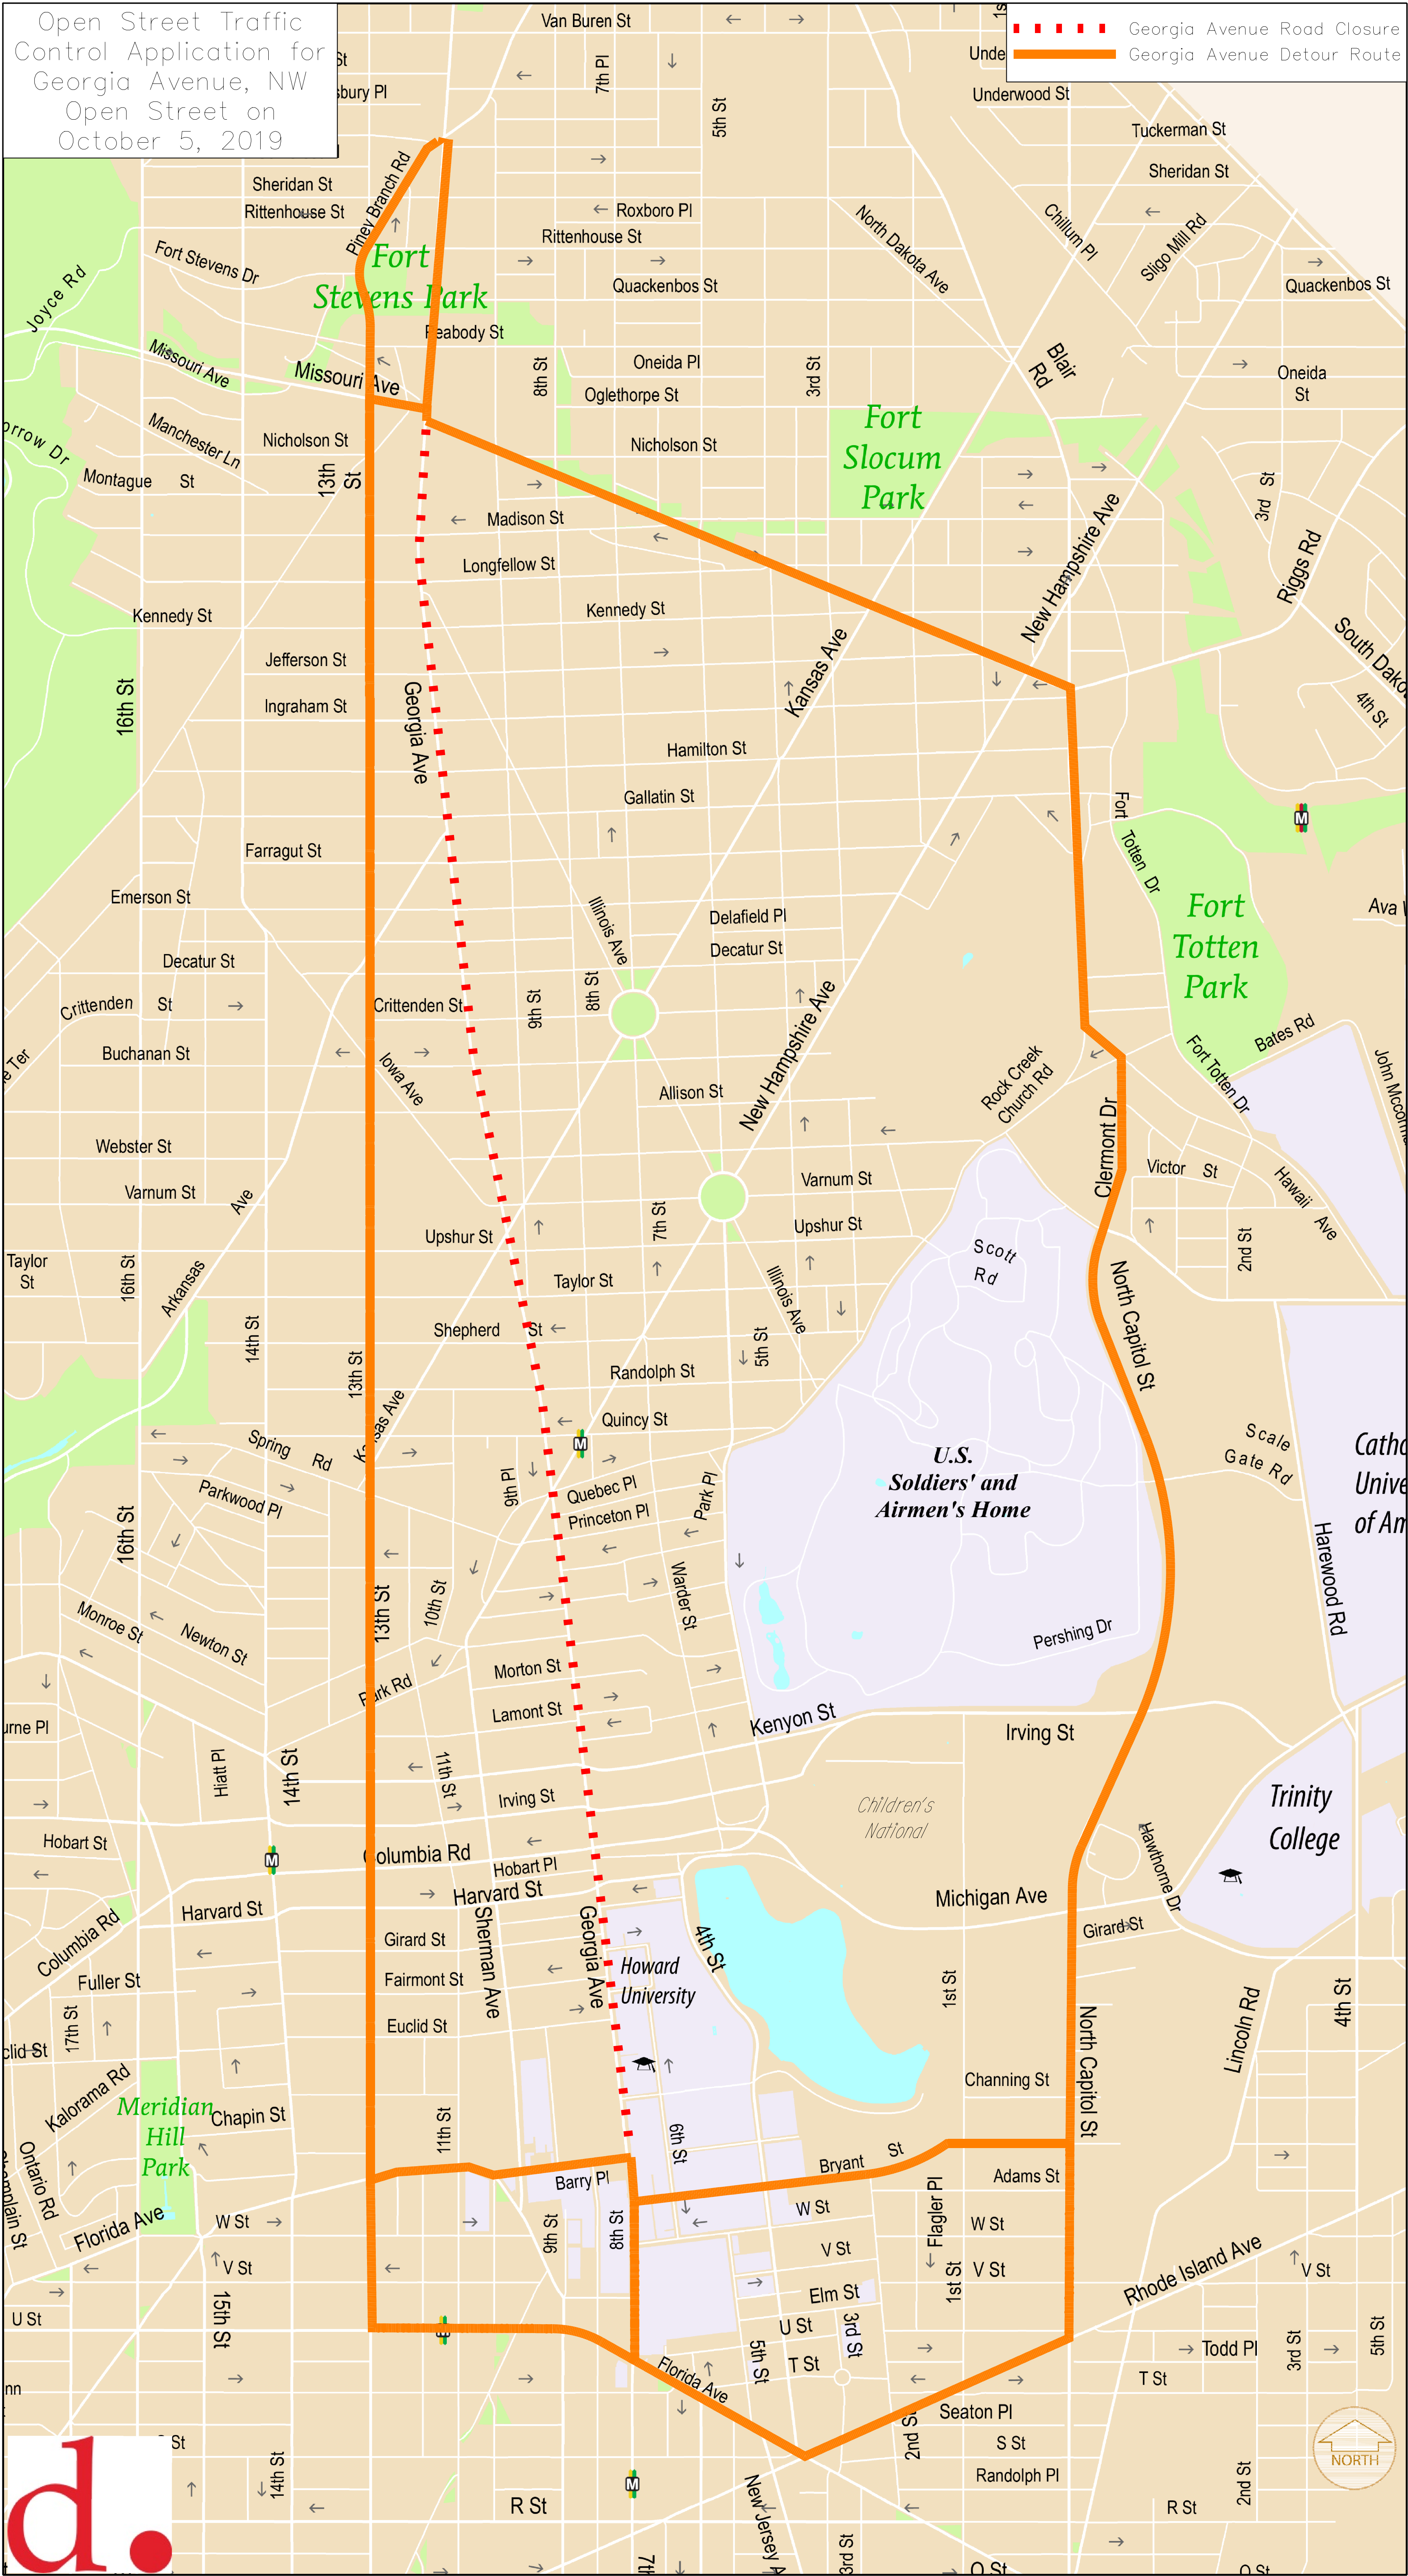 Open Street Traffic
Control Application for
Georgia Avenue, NW
Open Street on
October 5, 2019
Georgia Avenue Road Closure
Georgia Avenue Detour Route
Van Buren St
7th Pl
5th St
Underwood St
Tuckerman St
Sheridan St
Sheridan St
Rittenhouse St
Piney Branch Rd
Roxboro Pl
Rittenhouse St
North Dakota Ave
Chillum Pl
Sligo Mill Rd
Fort Stevens Dr
Fort
Stevens Park
Quackenbos St
Quackenbos St
Joyce Rd
Peabody St
Missouri Ave
Missouri Ave
8th St
Oneida Pl
3rd St
Blair
Rd
Oneida
St
Oglethorpe St
Fort
Slocum
Park
Manchester Ln
Nicholson St
Nicholson St
Montague St
13th
St
3rd St
Madison St
New Hampshire Ave
Riggs Rd
Longfellow St
Kennedy St
Kennedy St
Kansas Ave
South
Jefferson St
16th St
Georgia Ave
Ingraham St
4th St
Hamilton St
Gallatin St
Fort Totten Dr
Farragut St
Emerson St
Illinois Ave
Delafield Pl
Fort
Totten
Park
Decatur St
Decatur St
Crittenden St
Crittenden St
9th St
8th St
New Hampshire Ave
Bates Rd
Buchanan St
Iowa Ave
Rock Creek
Church Rd
Fort Totten Dr
John
Allison St
Clermont Dr
Webster St
Varnum St
Varnum St
Victor St
Hawaii Ave
Arkansas Ave
Upshur St
7th St
Upshur St
2nd St
Scott
Rd
Taylor
St
16th St
Taylor St
Illinois Ave
North Capitol St
14th St
Shepherd St
5th St
13th St
Randolph St
Kansas Ave
Quincy St
M
M
Spring Rd
Scale
Gate Rd
U.S.
Soldiers' and
Airmen's Home
Parkwood Pl
9th Pl
Quebec Pl
Princeton Pl
Park Pl
16th St
Harewood Rd
13th St
10th St
Warder St
Monroe St
Newton St
Pershing Dr
Park Rd
Morton St
Lamont St
Kenyon St
Irving St
Hiatt Pl
14th St
11th St
Irving St
Children's
National
Trinity
College
Hobart St
M
Columbia Rd
Hobart Pl
Hawthorne Dr
Harvard St
Harvard St
Michigan Ave
Columbia Rd
Girard St
Sherman Ave
Georgia Ave
4th St
Girard St
Howard
University
Fuller St
Fairmont St
1st St
17th St
Euclid St
North Capitol St
Lincoln Rd
4th St
Kalorama Rd
Channing St
Meridian
Hill
Park
Chapin St
11th St
6th St
Ontario Rd
Barry Pl
Bryant St
Adams St
Florida Ave
W St
9th St
8th St
W St
Flagler Pl
W St
V St
V St
1st St
V St
Rhode Island Ave
V St
Elm St
U St
15th St
U St
3rd St
Todd Pl
3rd St
5th St
Florida Ave
5th St
T St
T St
Seaton Pl
2nd St
S St
NORTH
14th St
Randolph Pl
2nd St
M
R St
New Jersey
R St
3rd St
d.